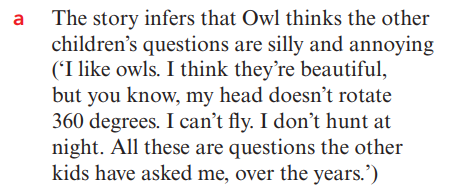 a The story infers that Owl thinks the other
children’s questions are silly and annoying
(‘I like owls. I think they’re beautiful,
but you know, my head doesn’t rotate
360 degrees. I can’t fly. I don’t hunt at
night. All these are questions the other
kids have asked me, over the years.’)